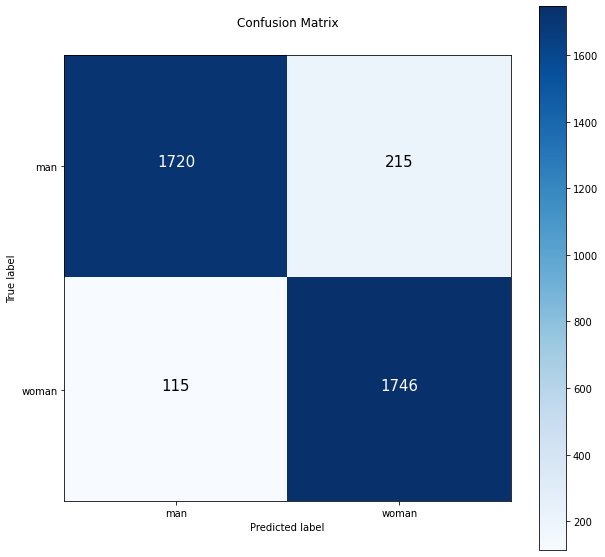 Confusion Matrix
1600
1400
1200
1000
800
600
400
200
True label
man
1720
215
woman
115
1746
man
woman
Predicted label